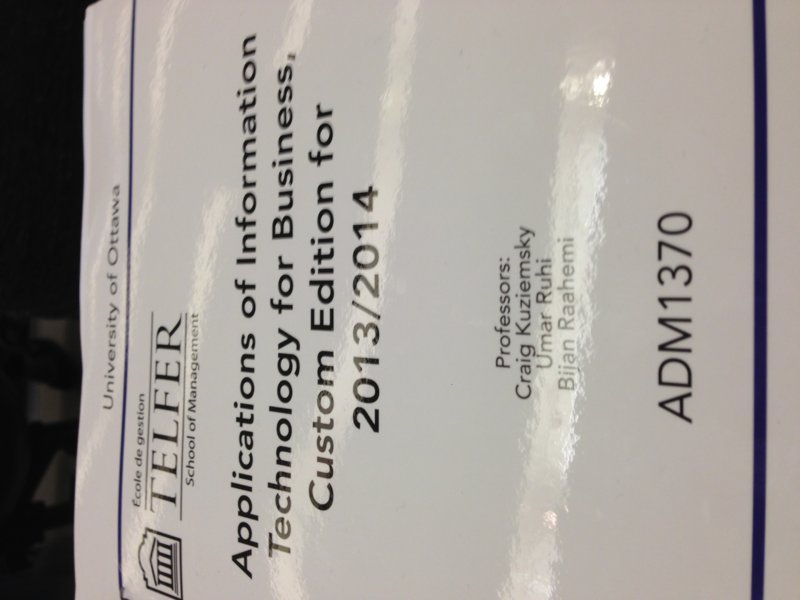 University of Ottawa
École de gestion
TELFER
School of Management
Applications of Information
Technology for Business,
Custom Edition for
2013/2014
Professors:
Craig Kuziemsky
Umar Ruhi
Bijan Raahemi
ADM1370